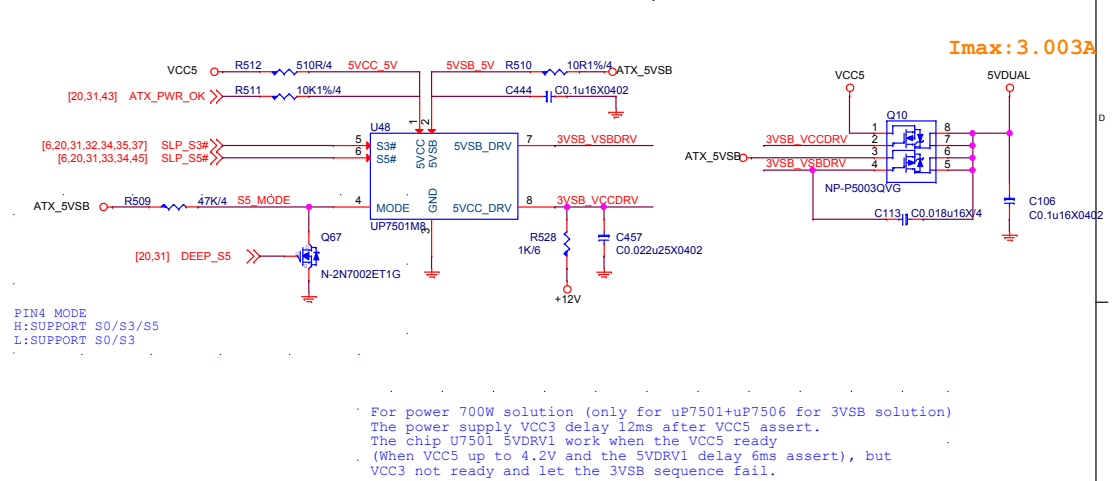 Imax:3.003A
VCC5 R512 510R/4 5VCC_5V 5VSB_5V R510 10R1%/4 ATX_5VSB
[20,31,43] ATX_PWR_OK R511 10K1%/4 C444 C0.1u16X0402
VCC5 5VDUAL
U48 Q10
1 2
[6,20,31,32,34,35,37] SLP_S3# 5 S3# 5VCC 5VSB 5VSB_DRV 7 3VSB_VSBDRV
[6,20,31,33,34,45] SLP_S5# 6 S5#
1 8
3VSB_VCCDRV 2 7
ATX_5VSB 3 6
3VSB_VSBDRV 4 5
NP-P5003QVG
ATX_5VSB R509 47K/4 S5_MODE 4 MODE GND 5VCC_DRV 8 3VSB_VCCDRV
UP7501M8 3
C113 C0.018u16X/4
C106
C0.1u16X0402
Q67
[20,31] DEEP_S5
N-2N7002ET1G
R528
1K/6
C457
C0.022u25X0402
+12V
D
PIN4 MODE
H:SUPPORT S0/S3/S5
L:SUPPORT S0/S3
For power 700W solution (only for uP7501+uP7506 for 3VSB solution)
The power supply VCC3 delay 12ms after VCC5 assert.
The chip U7501 5VDRV1 work when the VCC5 ready
(When VCC5 up to 4.2V and the 5VDRV1 delay 6ms assert), but
VCC3 not ready and let the 3VSB sequence fail.